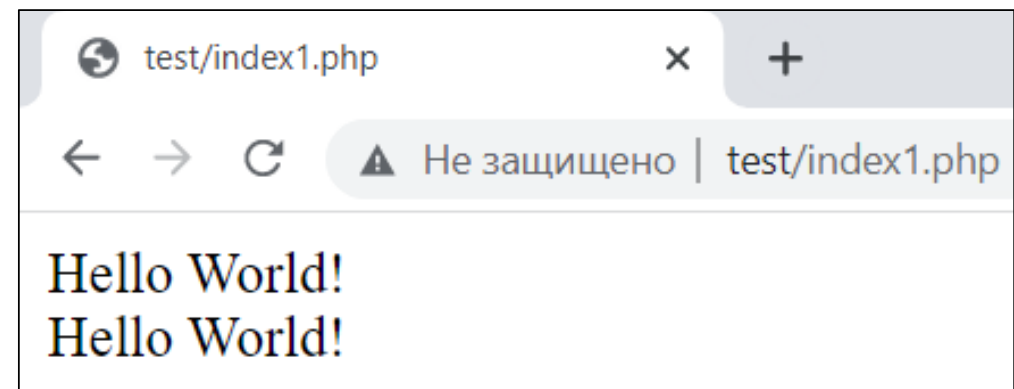 test/index1.php
Не защищено | test/index1.php
Hello World!
Hello World!